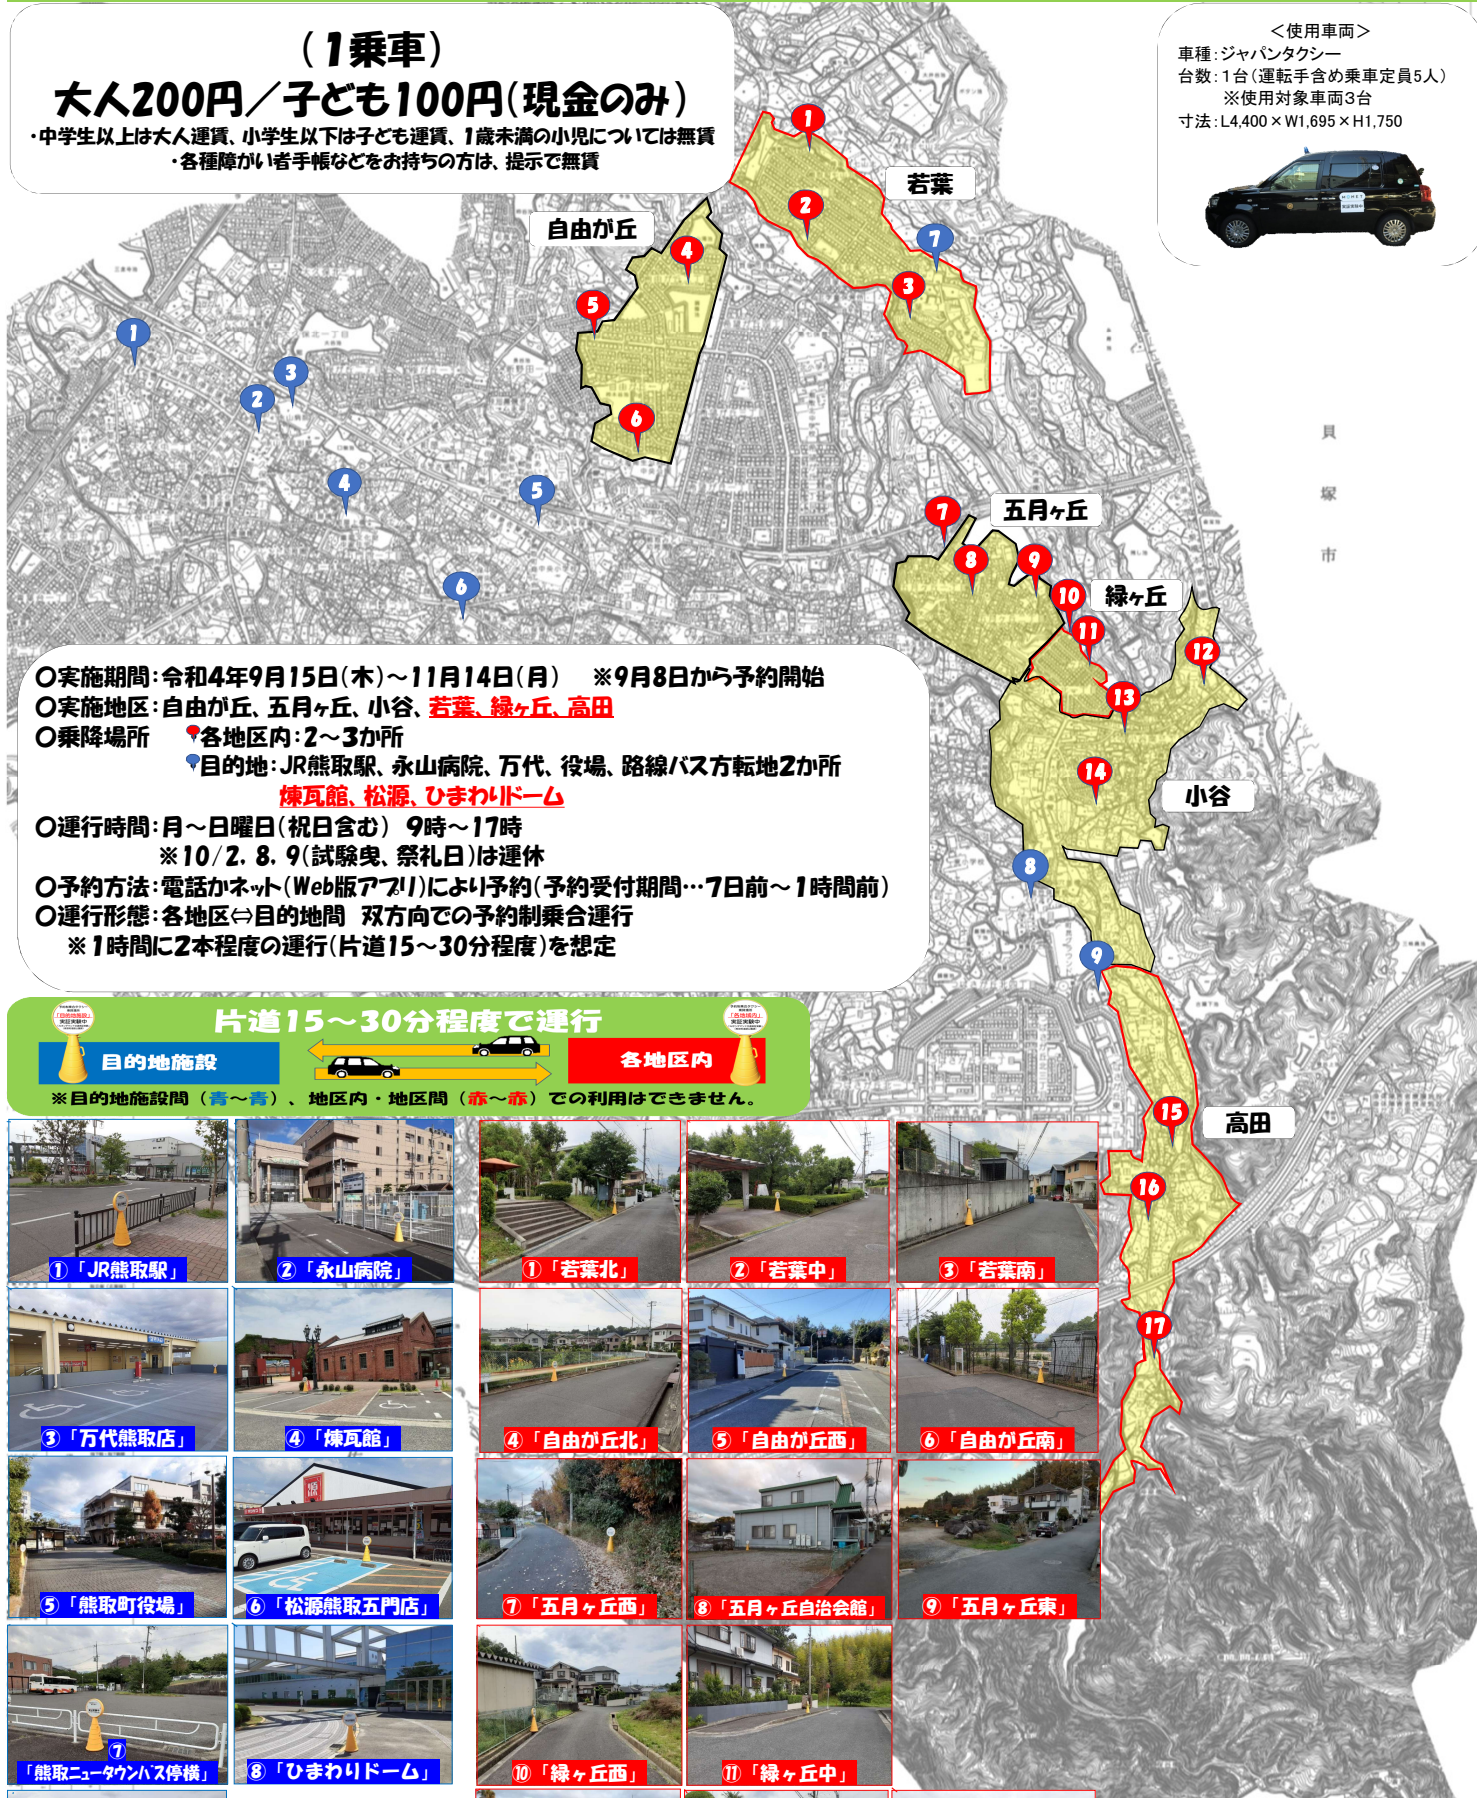 (1乗車)
大人200円／子ども100円(現金のみ)
・中学生以上は大人運賃、小学生以下は子ども運賃、1歳未満の小児については無賃
・各種障がい者手帳などをお持ちの方は、提示で無賃
＜使用車両＞
車種：ジャパンタクシー
台数：1台(運転手含め乗車定員5人)
※使用対象車両3台
寸法：L4,400×W1,695×H1,750
1
若葉
2
自由が丘
7
4
3
5
1
3
2
6
4
5
貝塚市
7
五月ヶ丘
8
9
6
10
緑ヶ丘
11
12
13
14
小谷
8
9
15
高田
16
17
○実施期間：令和4年9月15日(木)～11月14日(月)　※9月8日から予約開始
○実施地区：自由が丘、五月ヶ丘、小谷、若葉、緑ヶ丘、高田
○乗降場所　各地区内：2～3か所
目的地：JR熊取駅、永山病院、万代、役場、路線バス方転地2か所
煉瓦館、松源、ひまわりドーム
○運行時間：月～日曜日(祝日含む)　9時～17時
※10/2.8.9(試験曳、祭礼日)は運休
○予約方法：電話かネット(Web版アプリ)により予約(予約受付期間…7日前～1時間前)
○運行形態：各地区⇔目的地間　双方向での予約制乗合運行
※1時間に2本程度の運行(片道15～30分程度)を想定
片道15～30分程度で運行
目的地施設
各地区内
※目的地施設間（青～青）、地区内・地区間（赤～赤）での利用はできません。
①「JR熊取駅」
②「永山病院」
①「若葉北」
②「若葉中」
③「若葉南」
③「万代熊取店」
④「煉瓦館」
④「自由が丘北」
⑤「自由が丘西」
⑥「自由が丘南」
⑤「熊取町役場」
⑥「松源熊取五門店」
⑦「五月ヶ丘西」
⑧「五月ヶ丘自治会館」
⑨「五月ヶ丘東」
⑦
「熊取ニュータウンバス停横」
⑧「ひまわりドーム」
⑩「緑ヶ丘西」
⑪「緑ヶ丘中」